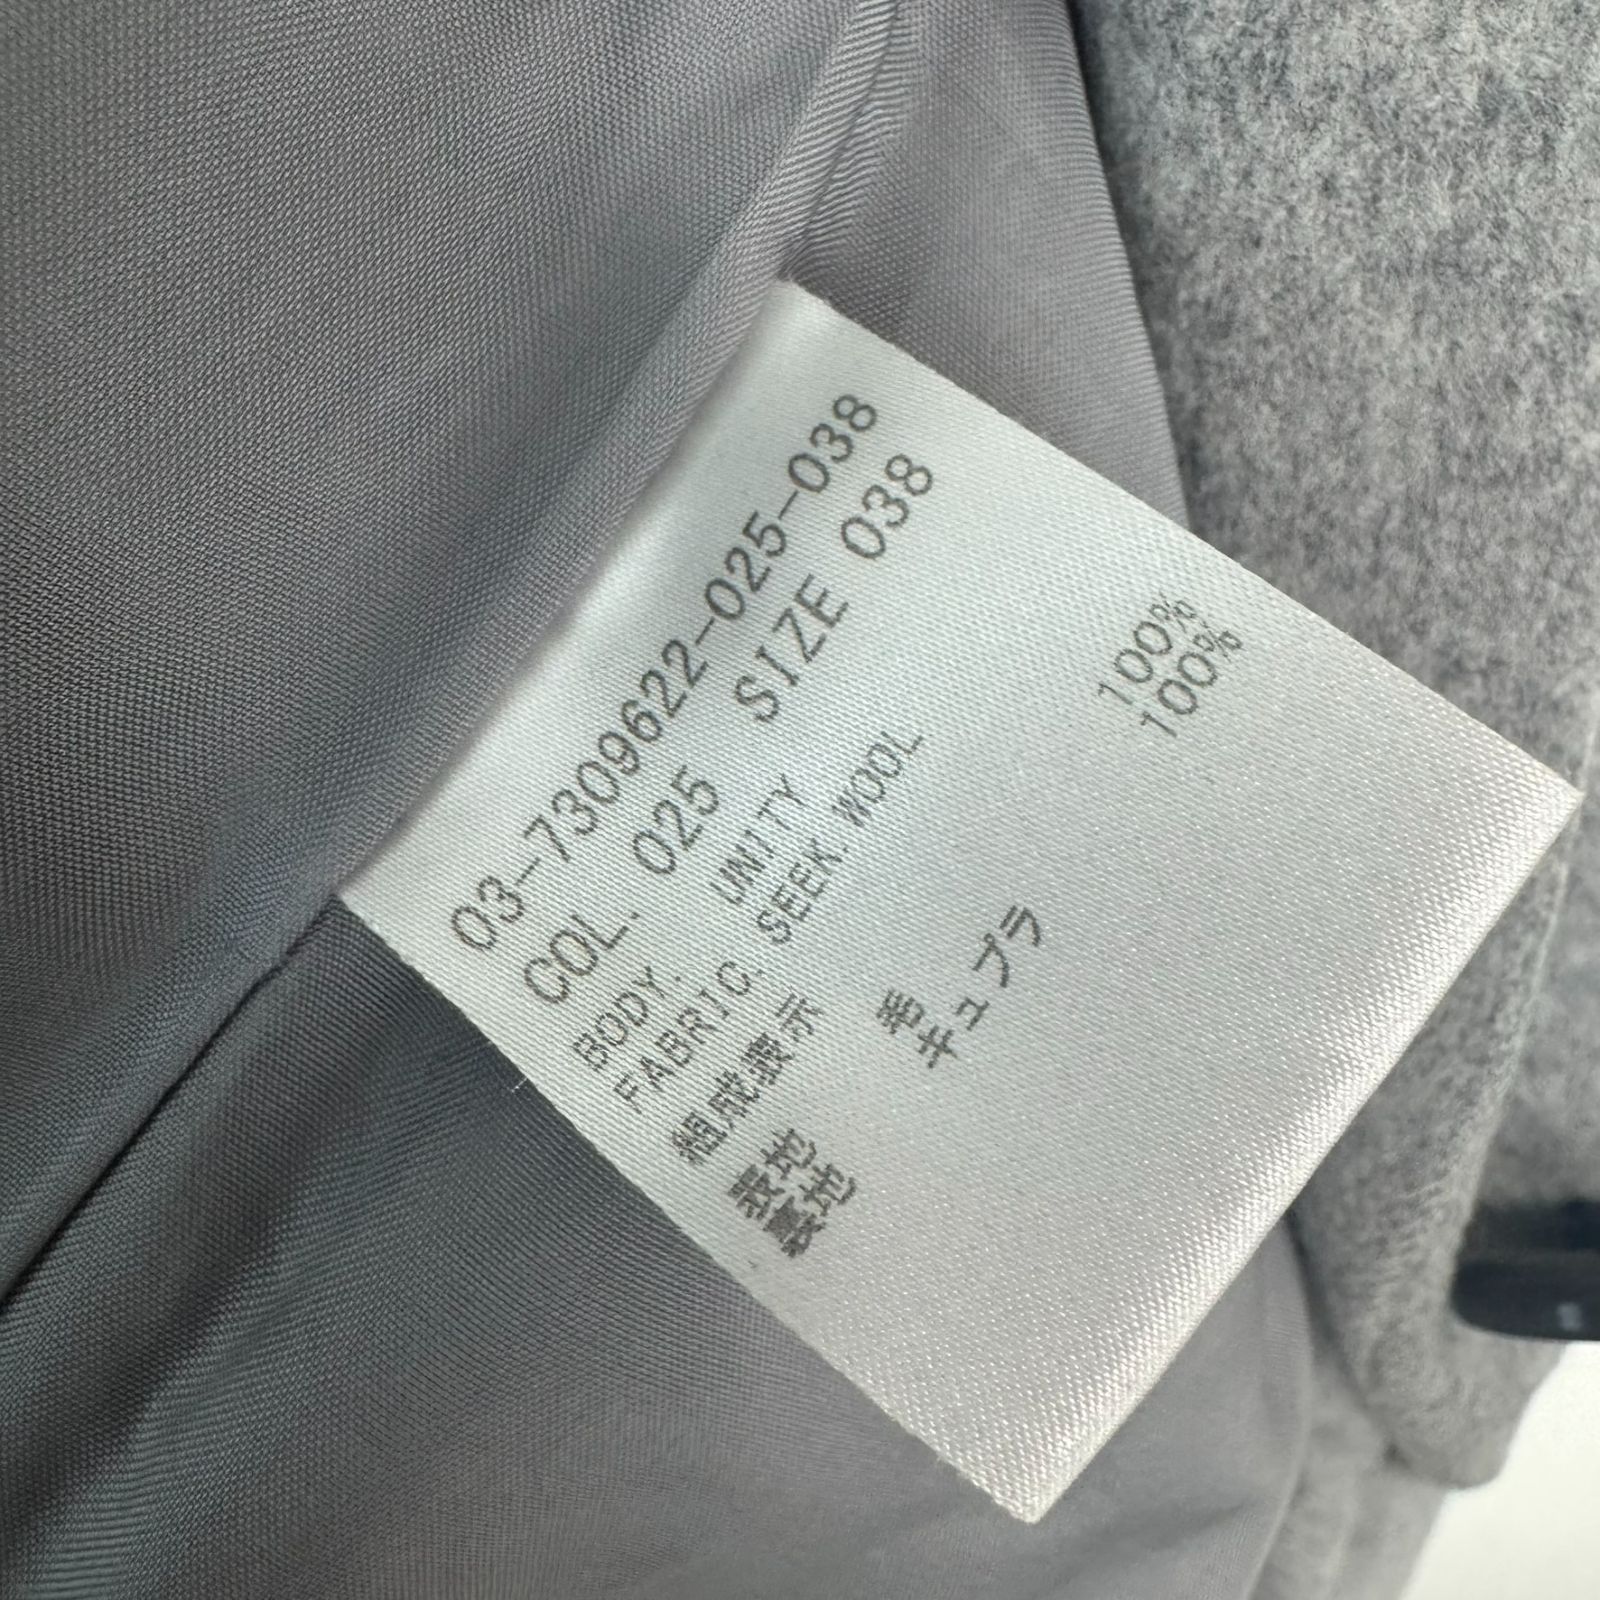 03-7309622-025-038
COL. 025 SIZE 038
BODY. UNITY
FABRIC. SEEK.WOOL
組成表示
表地 毛 100%
裏地 キュプラ 100%